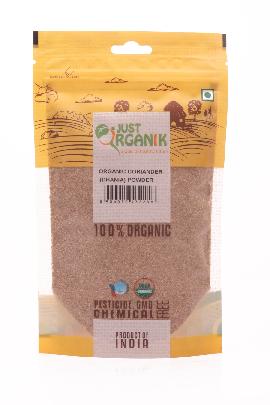 JUST
ORGANIK
ORGANIC CORIANDER
(DHANIA) POWDER
100% ORGANIC
PESTICIDE, GMO
CHEMICAL FREE
PRODUCT OF
INDIA